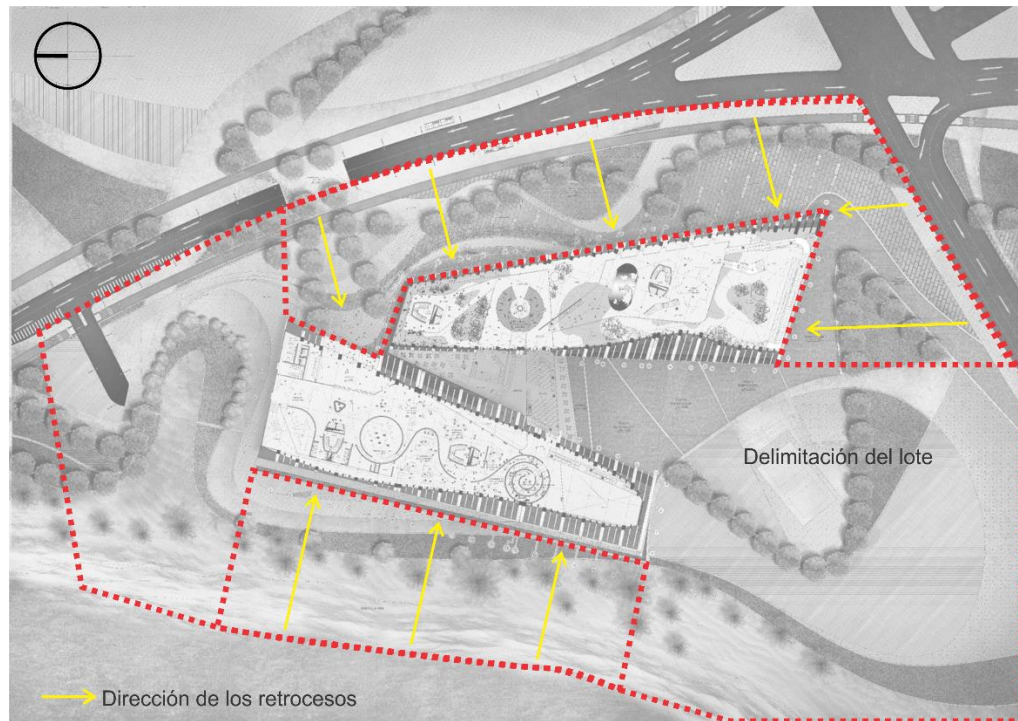 Delimitación del lote
Dirección de los retrocesos